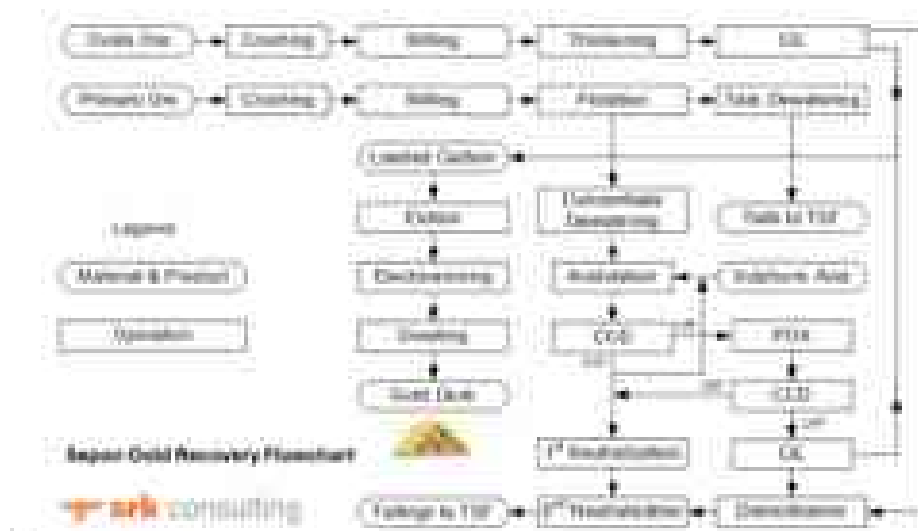 Oxide Ore
Crushing
Milling
Thickening
CIL
Primary Ore
Crushing
Milling
Flotation
Dewatering
Loaded Carbon
Elution
Concentrate
Dewatering
Tails to TSF
Legend
Material & Product
Electrowinning
Acidulation
Sulphuric Acid
Operation
Smelting
CCD
POX
Gold Doré
CCD
Sepon Gold Recovery Flowchart
1st Neutralisation
CIL
srk consulting
Tailings to TSF
Neutralisation
Detoxification